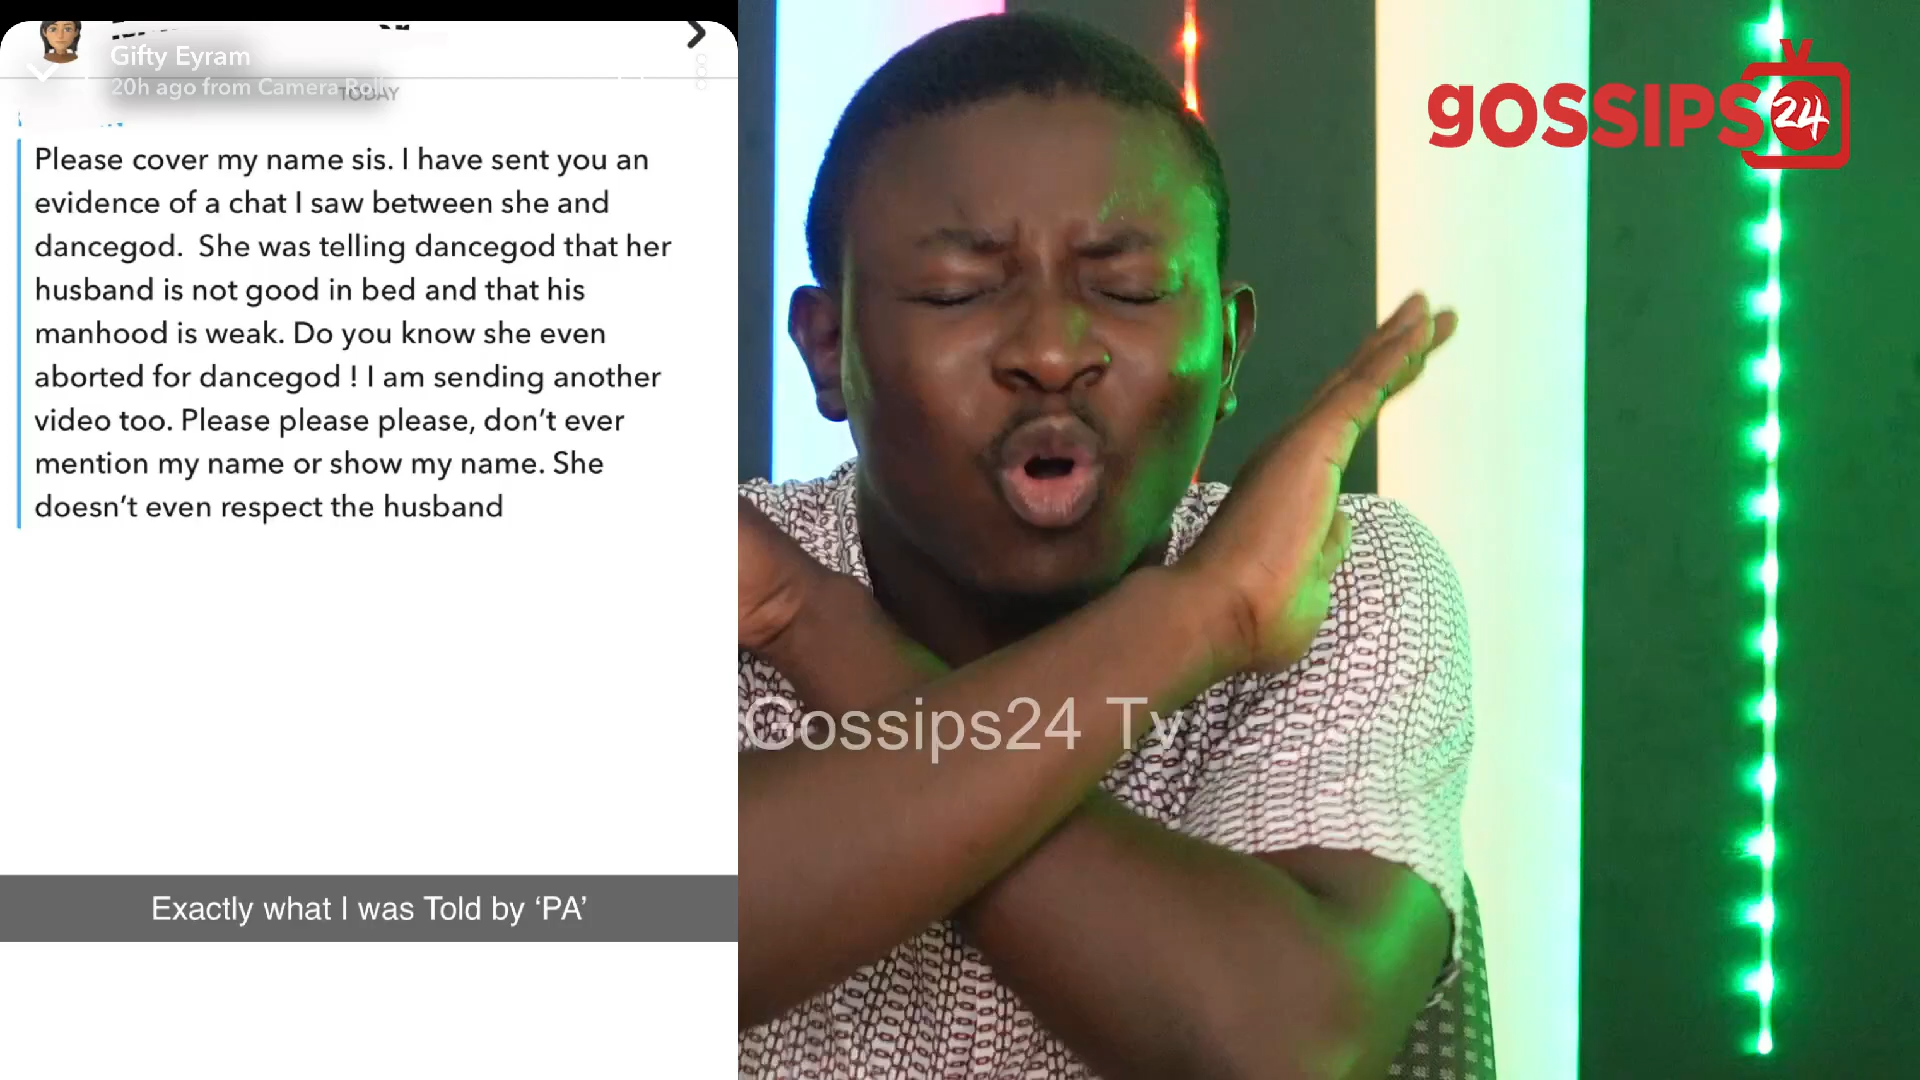 Gifty Eyram
20h ago from Camera Roll
TODAY
Please cover my name sis. I have sent you an
evidence of a chat I saw between she and
dancegod.  She was telling dancegod that her
husband is not good in bed and that his
manhood is weak. Do you know she even
aborted for dancegod ! I am sending another
video too. Please please please, don’t ever
mention my name or show my name. She
doesn’t even respect the husband
Exactly what I was Told by ‘PA’
gOSSIPS 24
Gossips24 Tv